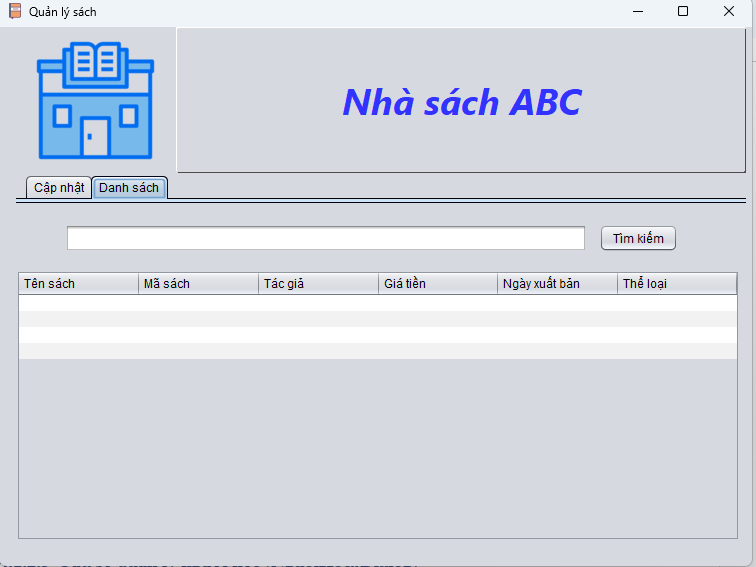 Quản lý sách
Nhà sách ABC
Cập nhật Danh sách
Tìm kiếm
Tên sách Mã sách Tác giả Giá tiền Ngày xuất bản Thể loại